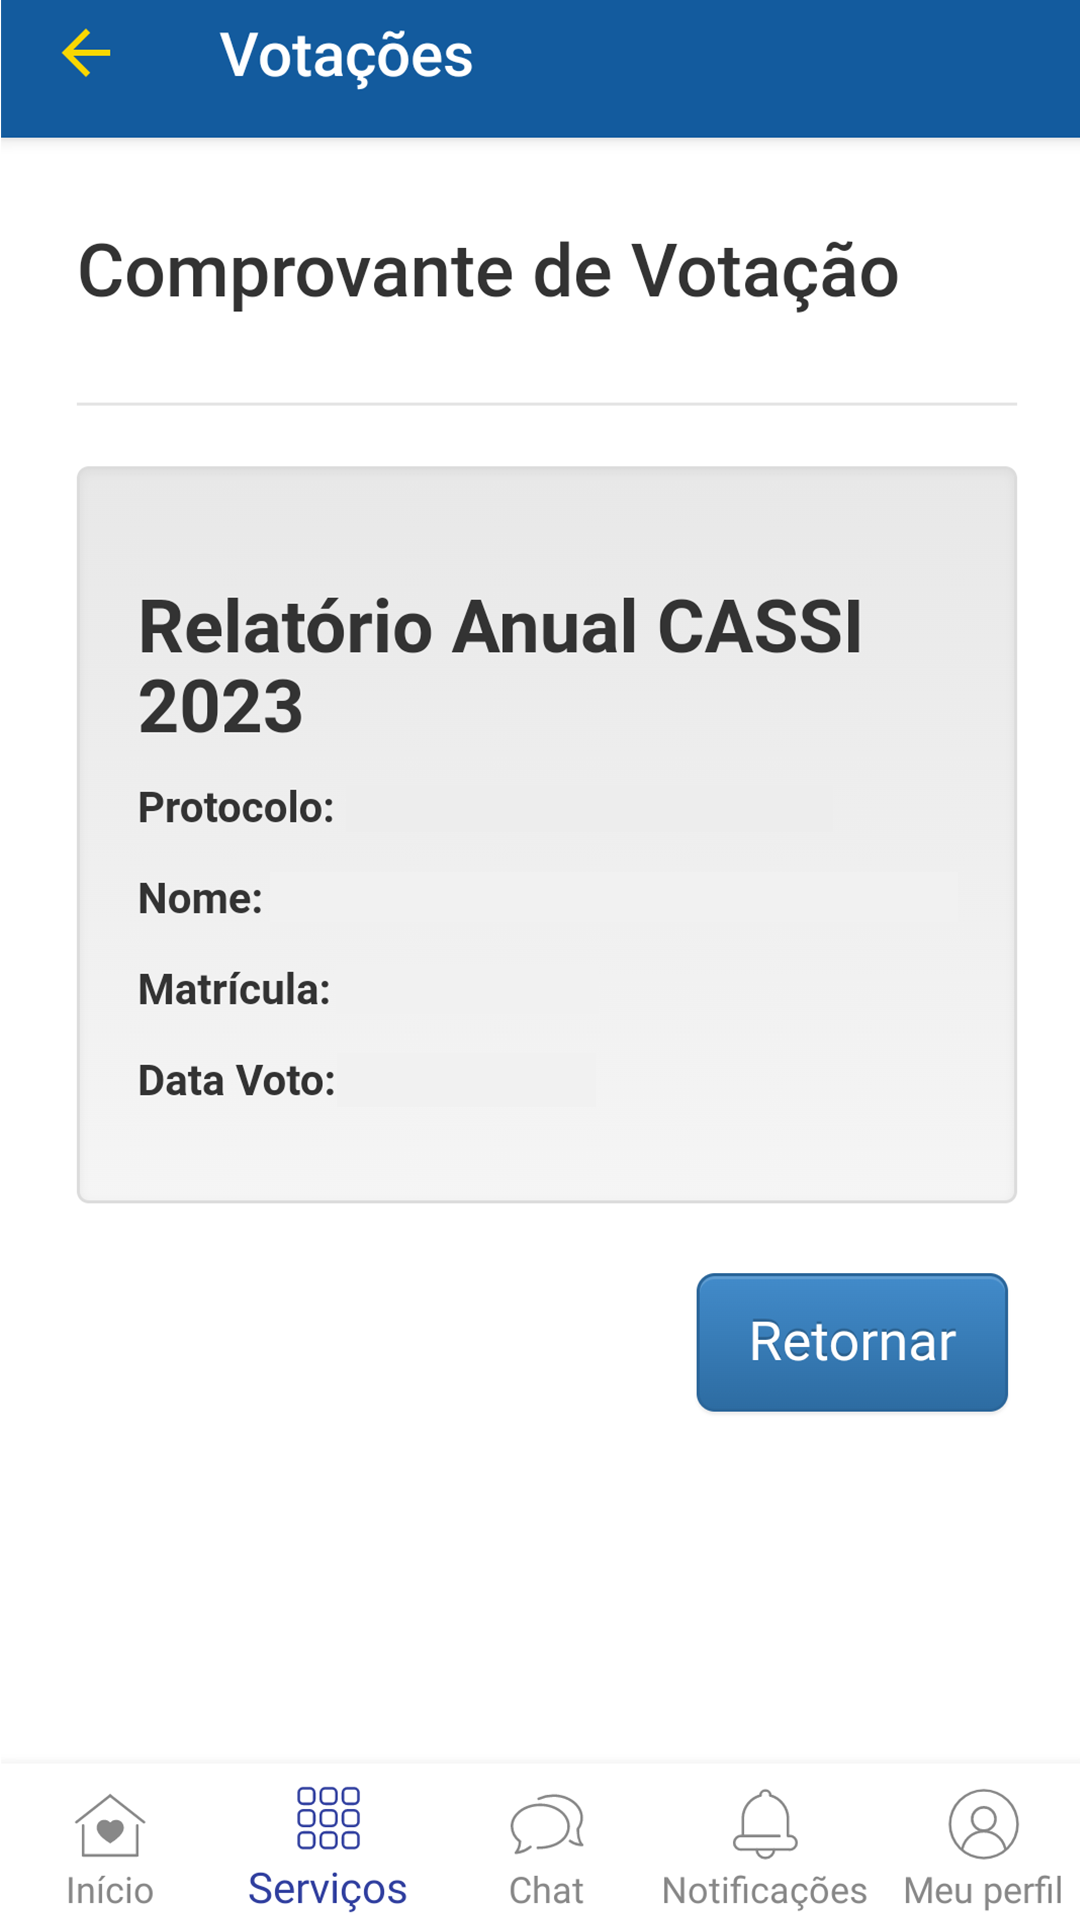 Votações
Comprovante de Votação
Relatório Anual CASSI
2023
Protocolo:
Nome:
Matrícula:
Data Voto:
Retornar
Início
Serviços
Chat
Notificações
Meu perfil